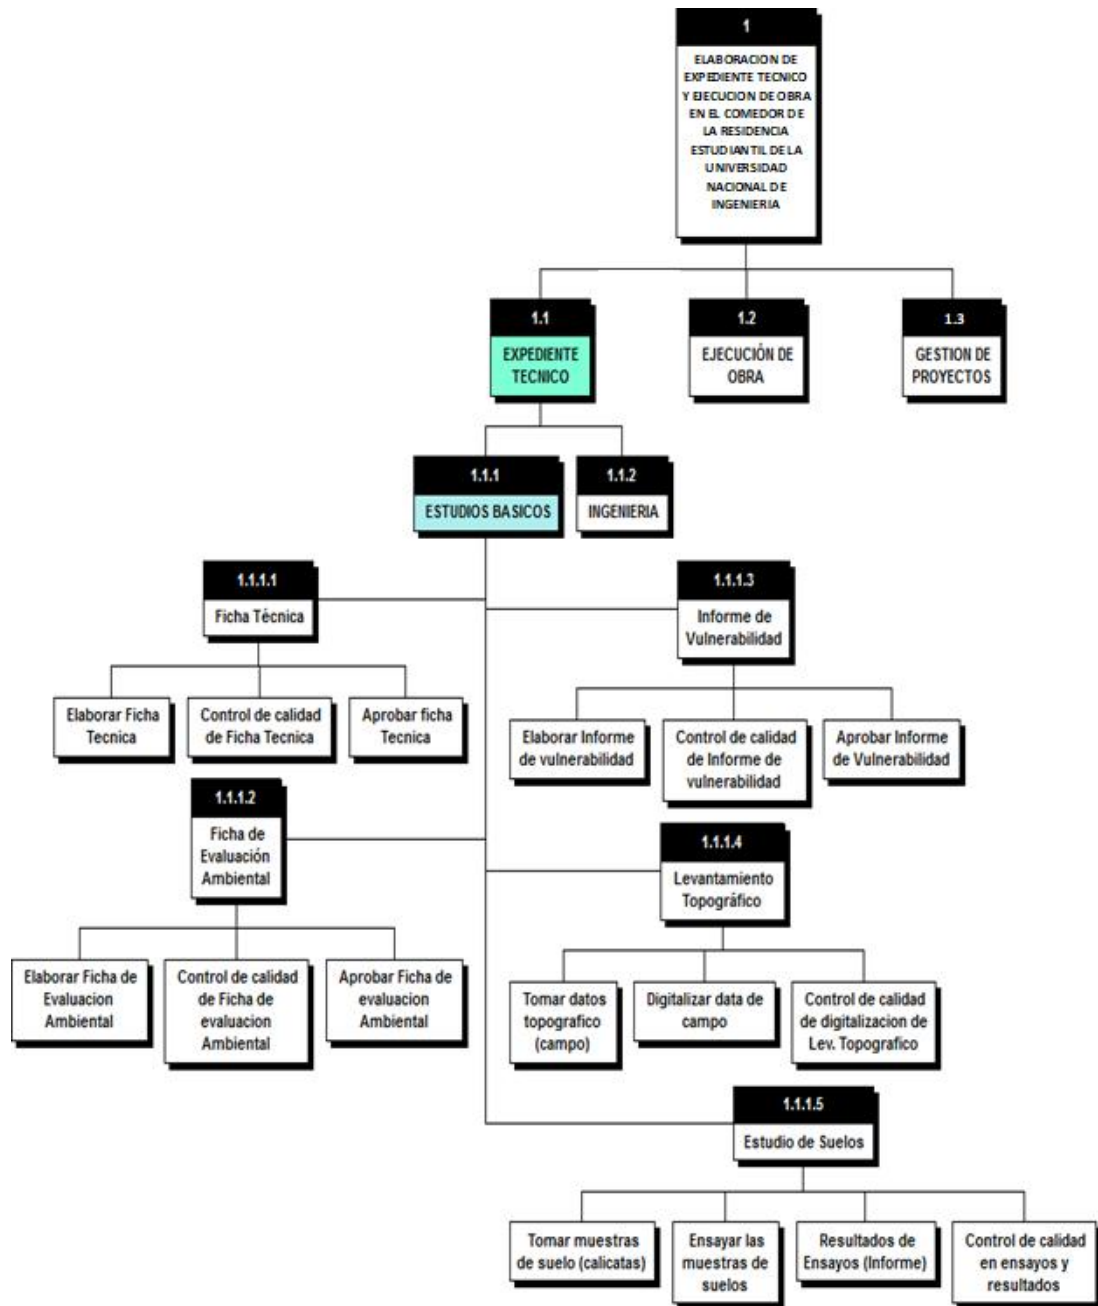 1
ELABORACION DE
EXPEDIENTE TECNICO
Y EJECUCION DE OBRA
EN EL COMEDOR DE
LA RESIDENCIA
ESTUDIANTIL DE LA
UNIVERSIDAD
NACIONAL DE
INGENIERIA
1.1
EXPEDIENTE
TECNICO
1.2
EJECUCIÓN DE
OBRA
1.3
GESTION DE
PROYECTOS
1.1.1
ESTUDIOS BASICOS
1.1.2
INGENIERIA
1.1.1.1
Ficha Técnica
Elaborar Ficha
Tecnica
Control de calidad
de Ficha Tecnica
Aprobar ficha
Tecnica
1.1.1.3
Informe de
Vulnerabilidad
Elaborar Informe
de vulnerabilidad
Control de calidad
de Informe de
vulnerabilidad
Aprobar Informe
de Vulnerabilidad
1.1.1.2
Ficha de
Evaluación
Ambiental
Elaborar Ficha de
Evaluacion
Ambiental
Control de calidad
de Ficha de
evaluacion
Ambiental
Aprobar Ficha de
evaluacion
Ambiental
1.1.1.4
Levantamiento
Topográfico
Tomar datos
topografico
(campo)
Digitalizar data de
campo
Control de calidad
de digitalizacion de
Lev. Topografico
1.1.1.5
Estudio de Suelos
Tomar muestras
de suelo (calicatas)
Ensayar las
muestras de
suelos
Resultados de
Ensayos (Informe)
Control de calidad
en ensayos y
resultados